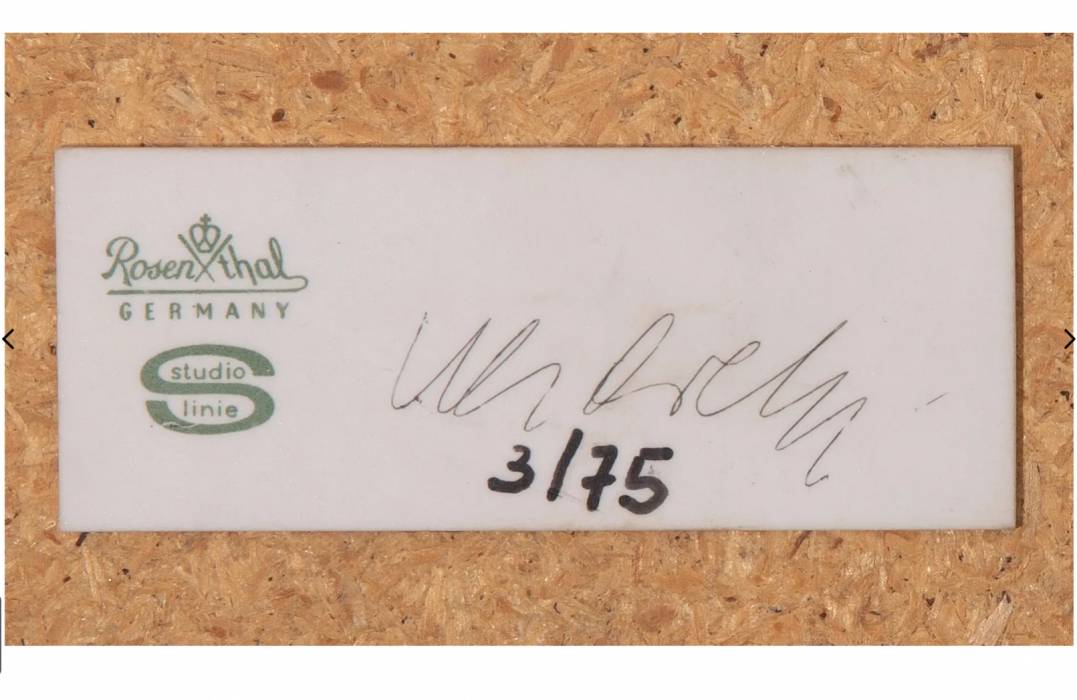 Rosenthal
GERMANY
studio
linie
3/75